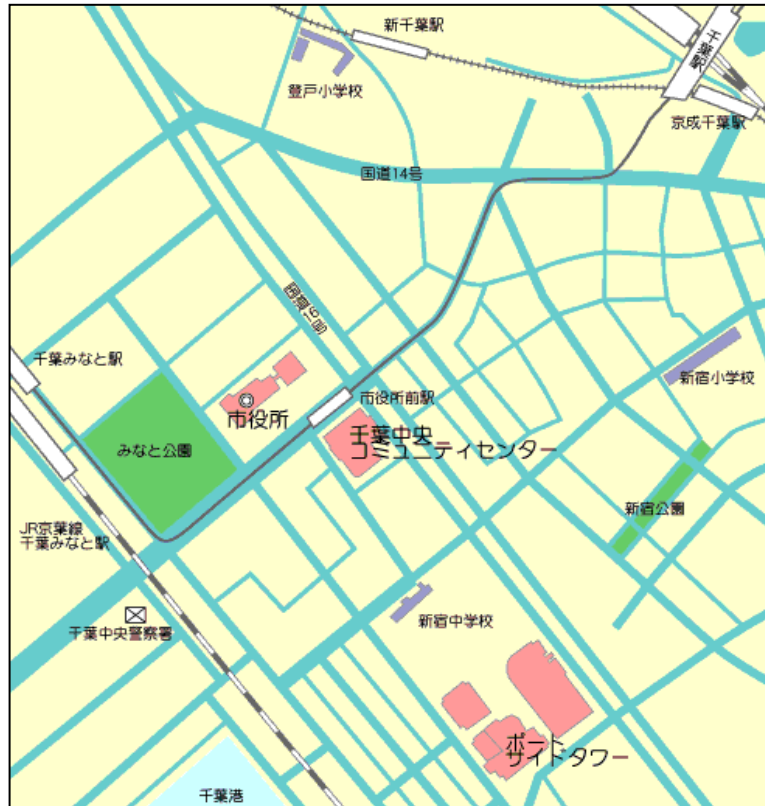 新千葉駅
千葉駅
登戸小学校
京成千葉駅
国道14号
国道16号
千葉みなと駅
市役所前駅
新宿小学校
市役所
千葉中央
コミュニティセンター
みなと公園
新宿公園
JR京葉線
千葉みなと駅
新宿中学校
千葉中央警察署
ポート
サイドタワー
千葉港